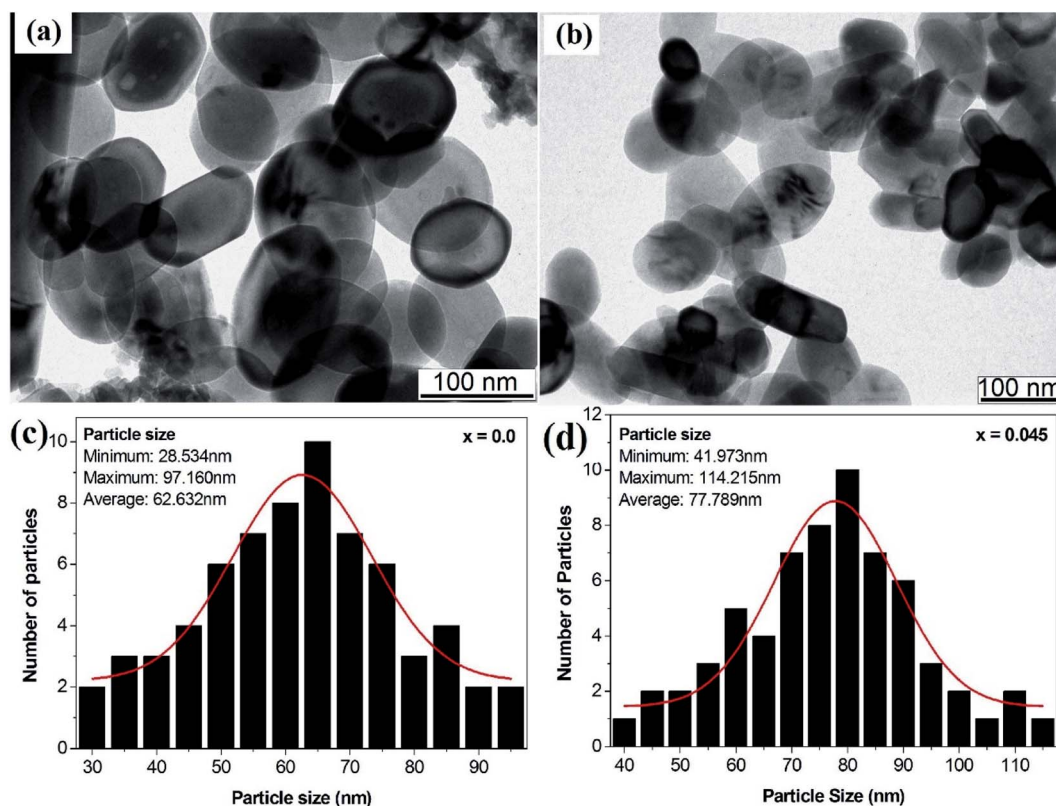 (a)
100 nm
(b)
100 nm
(c)
Particle size
Minimum: 28.534nm
Maximum: 97.160nm
Average: 62.632nm
x = 0.0
Number of particles
10
8
6
4
2
0
30 40 50 60 70 80 90
Particle size (nm)
(d)
Particle size
Minimum: 41.973nm
Maximum: 114.215nm
Average: 77.789nm
x = 0.045
Number of Particles
12
10
8
6
4
2
0
40 50 60 70 80 90 100 110
Particle Size (nm)